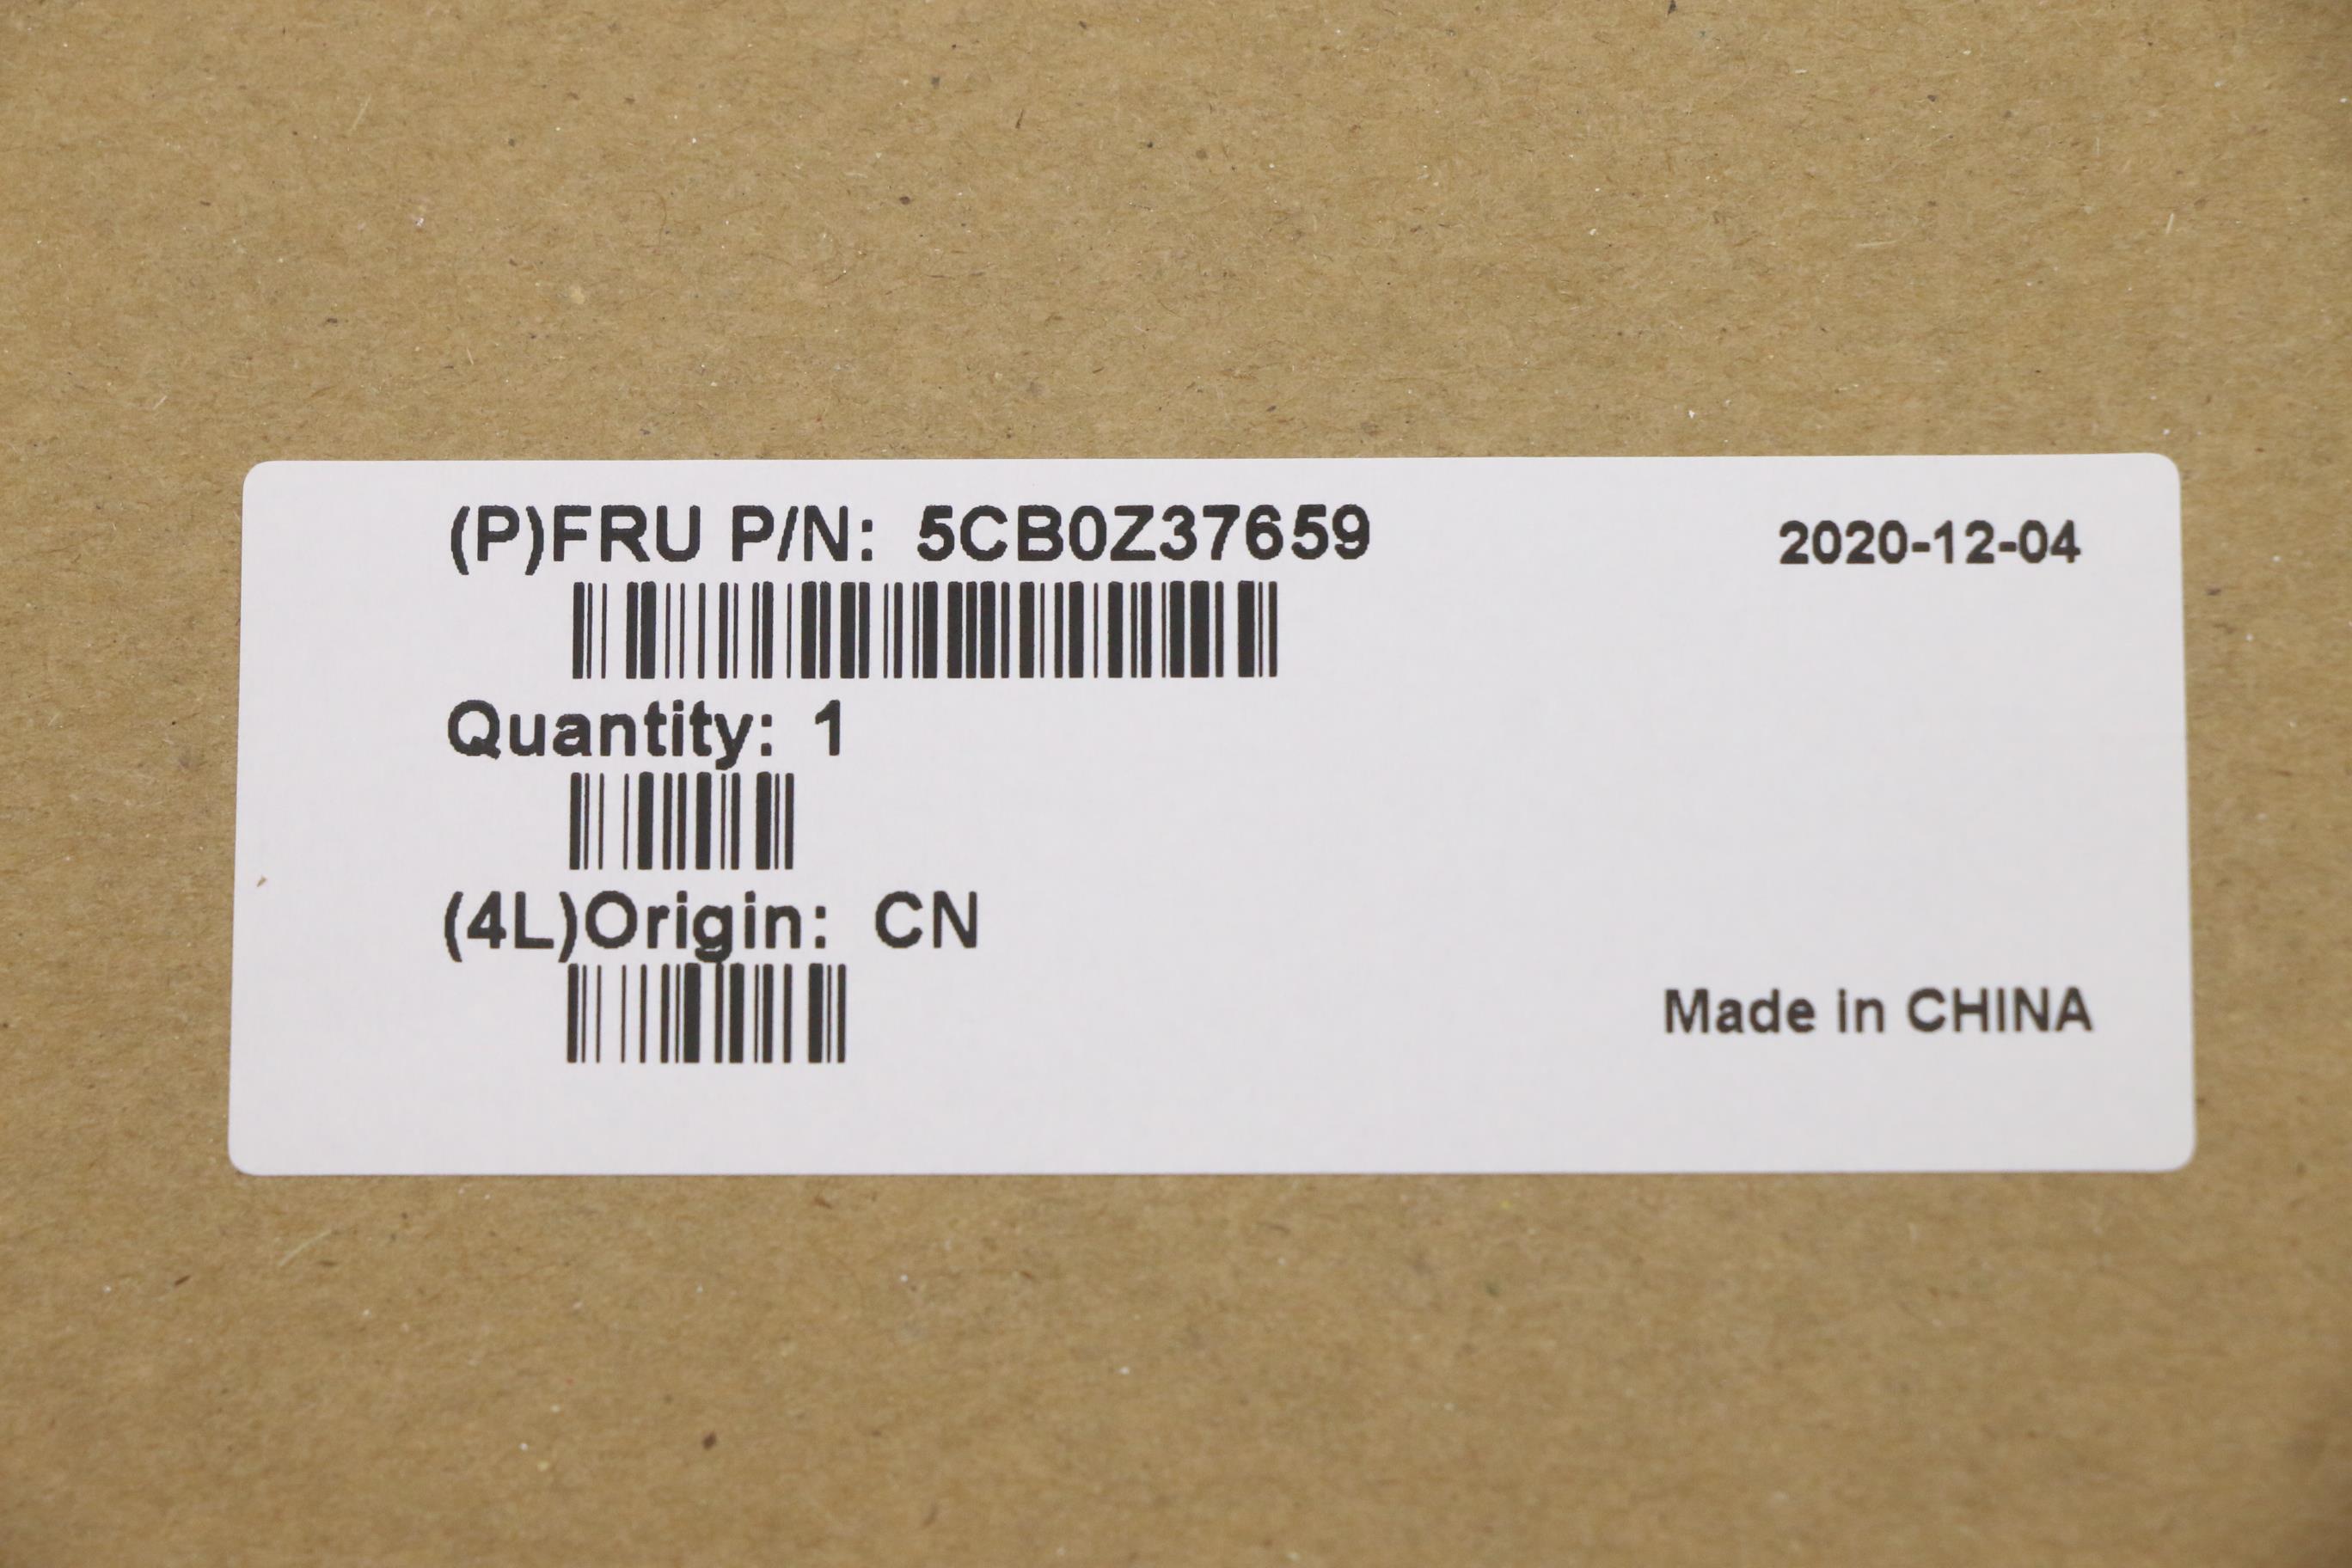 (P)FRU P/N: 5CB0Z37659
2020-12-04
Quantity: 1
(4L)Origin: CN
Made in CHINA